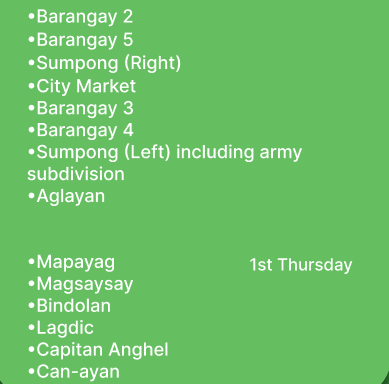 •Barangay 2
•Barangay 5
•Sumpong (Right)
•City Market
•Barangay 3
•Barangay 4
•Sumpong (Left) including army
subdivision
•Aglayan
•Mapayag
1st Thursday
•Magsaysay
•Bindolan
•Lagdic
•Capitan Anghel
•Can-ayan